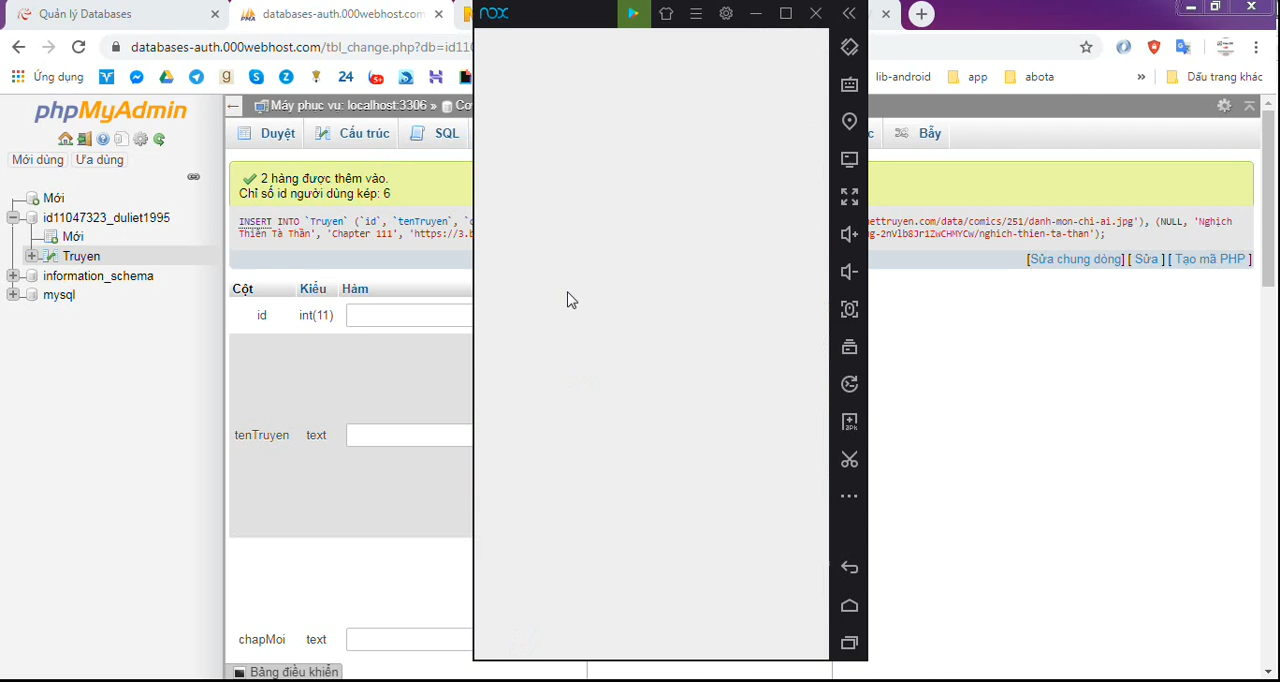 Quản lý Databases
databases-auth.000webhost.com
nox
databases-auth.000webhost.com/tbl_change.php?db=id110
Ứng dụng
24
lib-android
app
abota
»
Dấu trang khác
phpMyAdmin
Mới dùng
Ưa dùng
Mới
id11047323_duliet1995
Mới
Truyen
information_schema
mysql
Máy phục vụ: localhost:3306 »
Duyệt
Cấu trúc
SQL
Bẫy
2 hàng được thêm vào.
Chỉ số id người dùng kép: 6
INSERT INTO `Truyen` (`id`, `tenTruyen`,
nettruyen.com/data/comics/251/danh-mon-chi-ai.jpg'), (NULL, 'Nghịch
Thiên Tà Thần', 'Chapter 111', 'https://3.b
g-2nVlb8Jr1ZwCHMYCw/nghich-thien-ta-than');
[Sửa chung dòng] [ Sửa ] [ Tạo mã PHP ]
Cột
Kiểu
Hàm
id
int(11)
tenTruyen
text
chapMoi
text
Bảng điều khiển